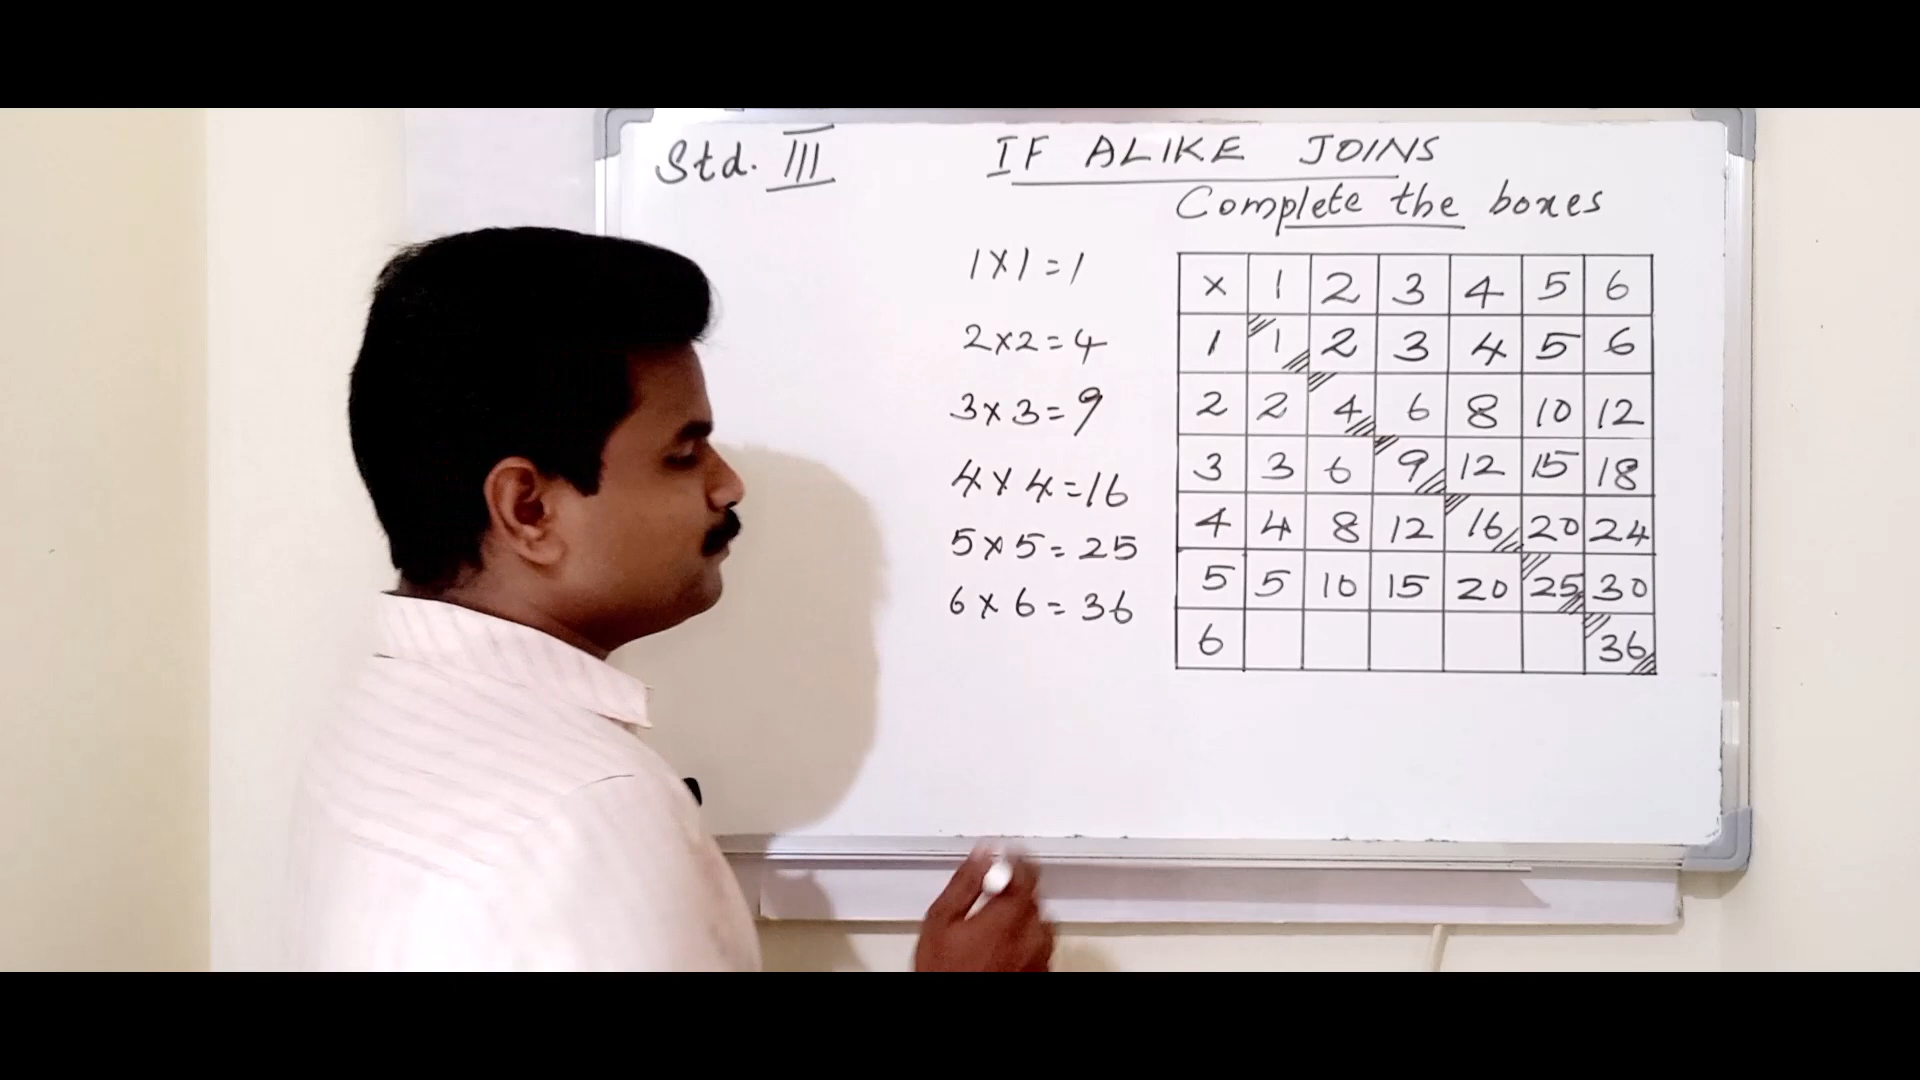 Std. III
IF ALIKE JOINS
Complete the boxes
1×1=1
2×2=4
3×3=9
4×4=16
5×5=25
6×6=36
× 1 2 3 4 5 6
1 1 2 3 4 5 6
2 2 4 6 8 10 12
3 3 6 9 12 15 18
4 4 8 12 16 20 24
5 5 10 15 20 25 30
6 36